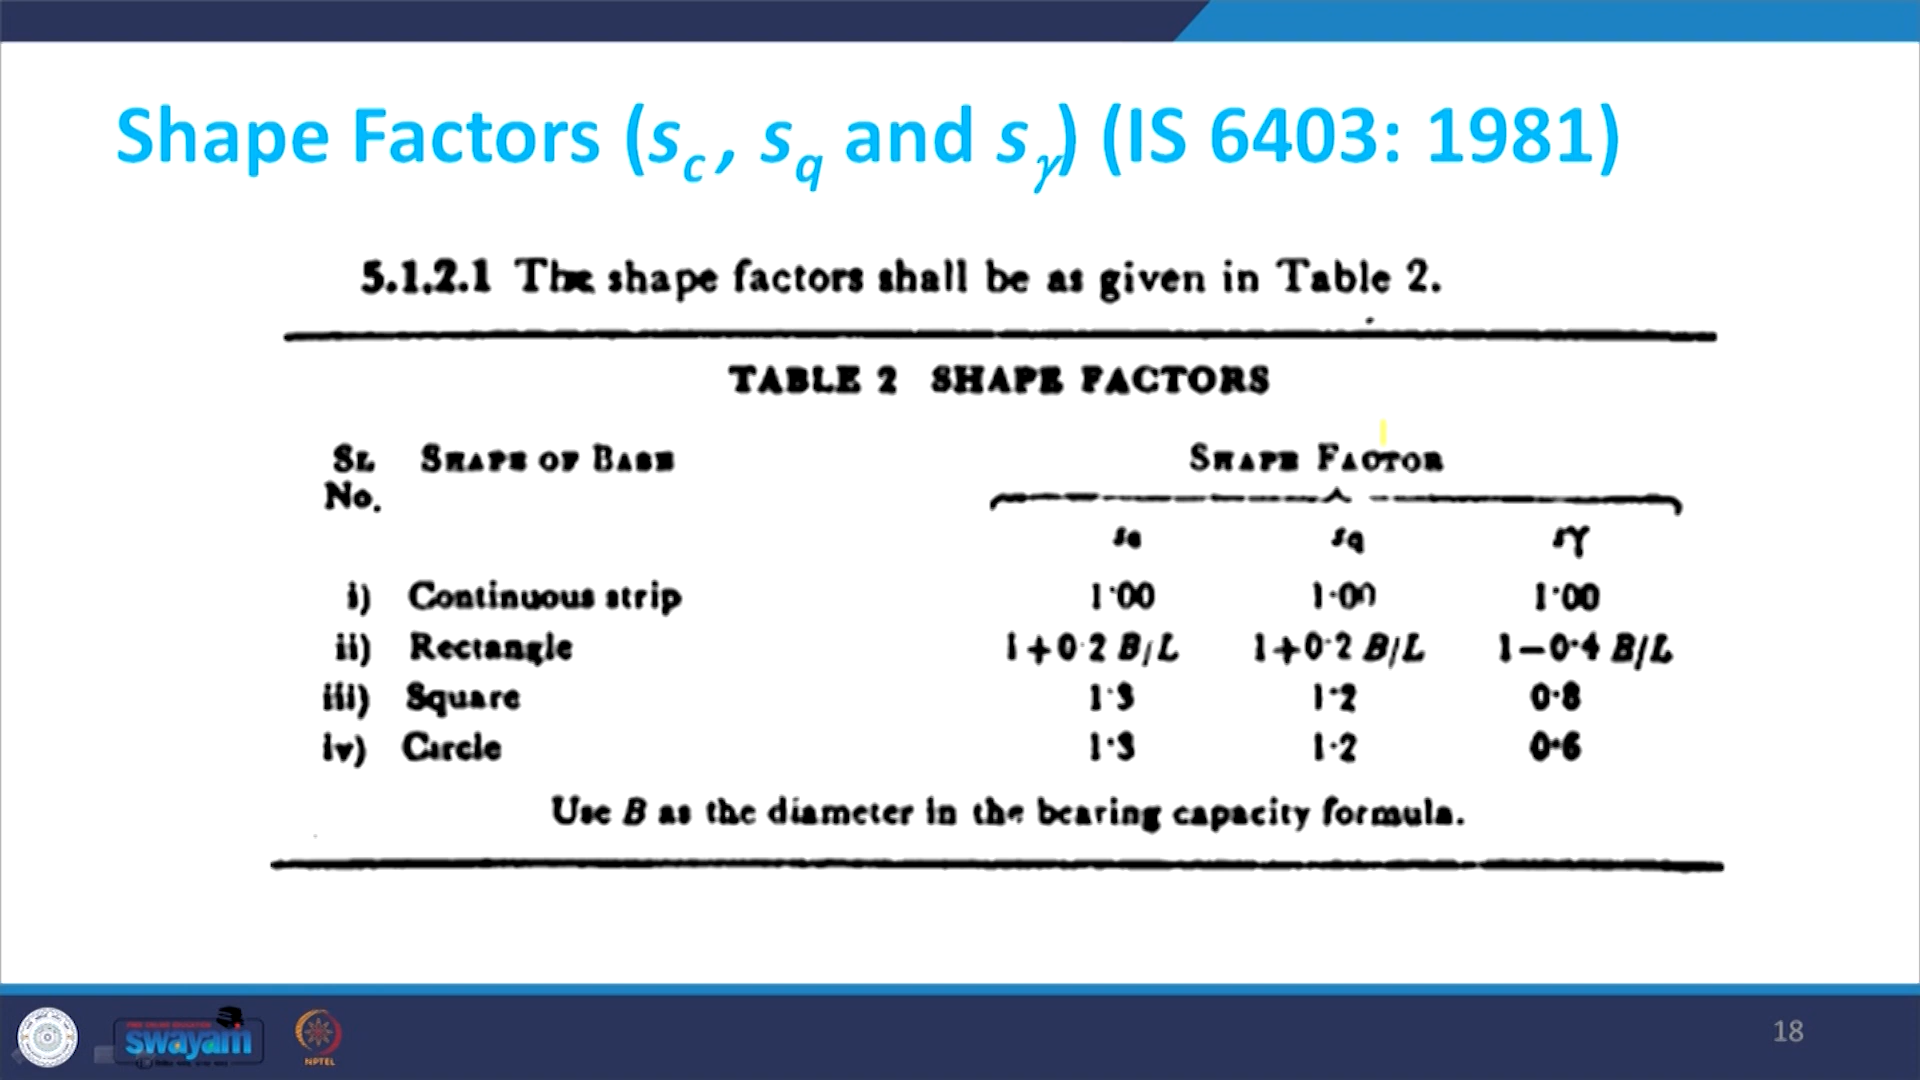 Shape Factors (sc, sq and sγ) (IS 6403: 1981)
5.1.2.1 The shape factors shall be as given in Table 2.
TABLE 2 SHAPE FACTORS
SL No. SHAPE OF BASE SHAPE FACTOR
sc sq sγ
i) Continuous strip 1·00 1·00 1·00
ii) Rectangle 1+0·2 B/L 1+0·2 B/L 1−0·4 B/L
iii) Square 1·3 1·2 0·8
iv) Circle 1·3 1·2 0·6
Use B as the diameter in the bearing capacity formula.
swayam
NPTEL
18